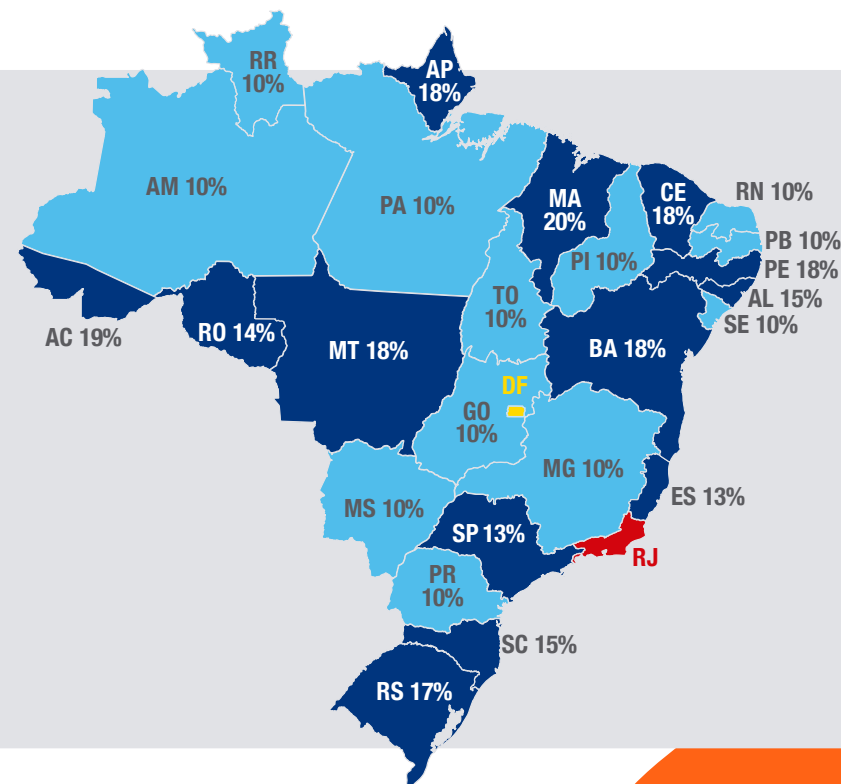 RR
10%
AP
18%
AM 10%
PA 10%
MA
20%
CE
18%
RN 10%
PB 10%
PE 18%
AL 15%
SE 10%
PI 10%
TO
10%
AC 19%
RO 14%
MT 18%
BA 18%
DF
GO
10%
MG 10%
ES 13%
MS 10%
SP 13%
RJ
PR
10%
SC 15%
RS 17%